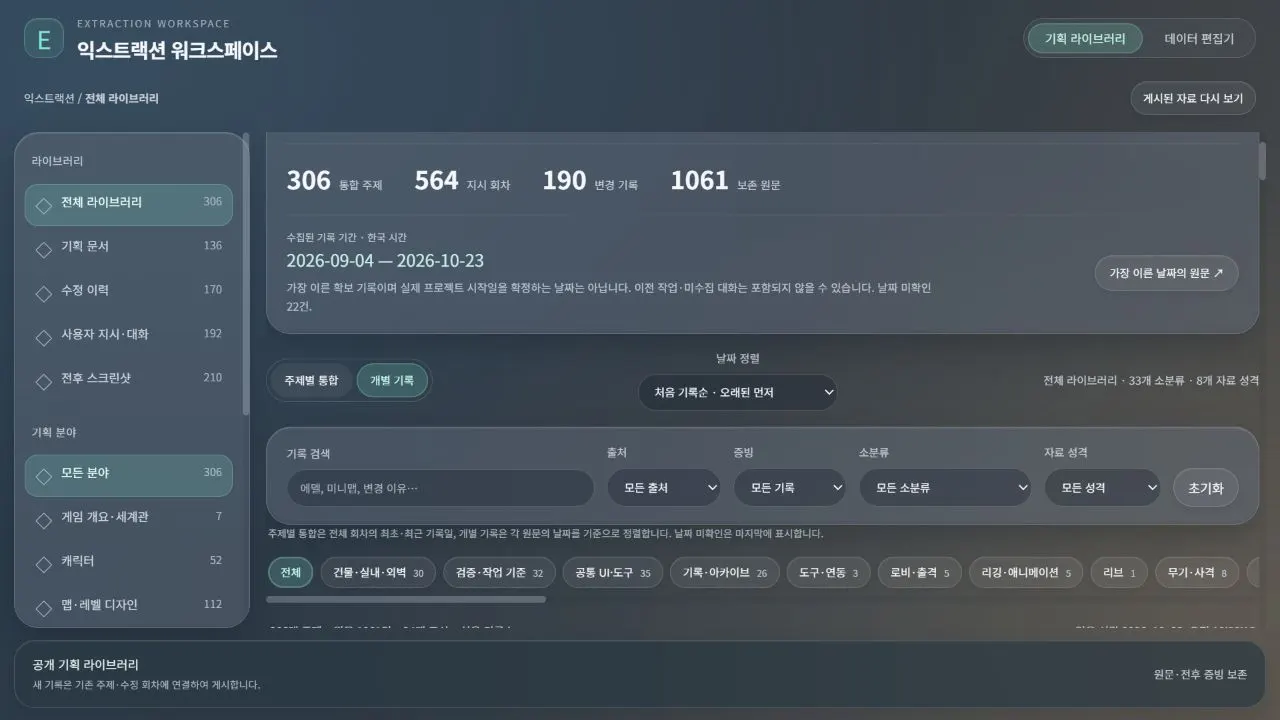 E
EXTRACTION WORKSPACE
익스트랙션 워크스페이스
기획 라이브러리
데이터 편집기
익스트랙션 / 전체 라이브러리
게시된 자료 다시 보기
라이브러리
전체 라이브러리 306
기획 문서 136
수정 이력 170
사용자 지시·대화 192
전후 스크린샷 210
기획 분야
모든 분야 306
게임 개요·세계관 7
캐릭터 52
맵·레벨 디자인 112
306 통합 주제 564 지시 회차 190 변경 기록 1061 보존 원문
수집된 기록 기간 · 한국 시간
2026-09-04 — 2026-10-23
가장 이른 확보 기록이며 실제 프로젝트 시작일을 확정하는 날짜는 아닙니다. 이전 작업·미수집 대화는 포함되지 않을 수 있습니다. 날짜 미확인
22건.
가장 이른 날짜의 원문 ↗
주제별 통합 개별 기록
날짜 정렬
처음 기록순 · 오래된 먼저
전체 라이브러리 · 33개 소분류 · 8개 자료 성격
기록 검색 출처 증빙 소분류 자료 성격
에멜, 미니맵, 변경 이유… 모든 출처 모든 기록 모든 소분류 모든 성격 초기화
주제별 통합은 전체 회차의 최초·최근 기록일, 개별 기록은 각 원문의 날짜를 기준으로 정렬합니다. 날짜 미확인은 마지막에 표시합니다.
전체 건물·실내·외벽 30 검증·작업 기준 32 공통 UI·도구 35 기록·아카이브 26 도구·연동 3 로비·출격 5 리깅·애니메이션 5 리브 1 무기·사격 8
공개 기획 라이브러리
새 기록은 기존 주제·수정 회차에 연결하여 게시합니다.
원문·전후 증빙 보존